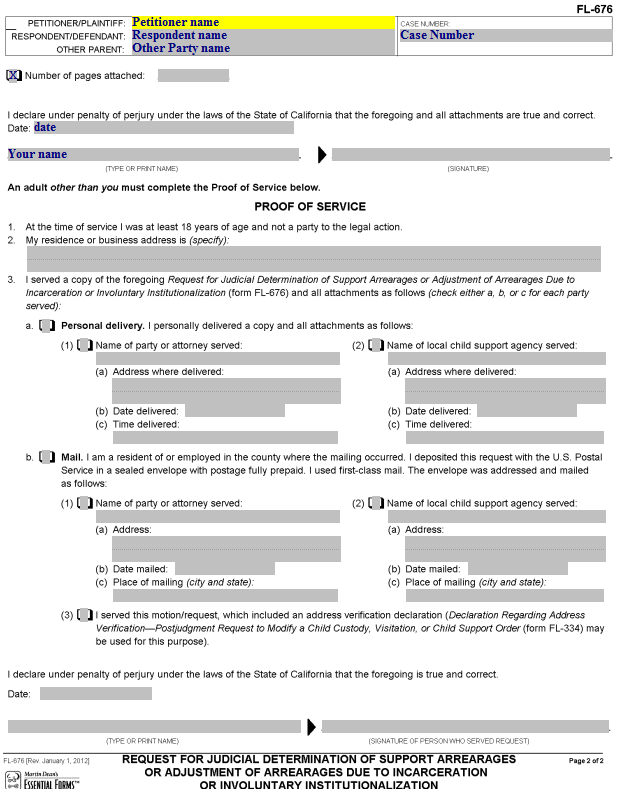 FL-676
PETITIONER/PLAINTIFF: Petitioner name
CASE NUMBER:
RESPONDENT/DEFENDANT: Respondent name
Case Number
OTHER PARENT: Other Party name
X Number of pages attached:
I declare under penalty of perjury under the laws of the State of California that the foregoing and all attachments are true and correct.
Date: date
Your name
(TYPE OR PRINT NAME) (SIGNATURE)
An adult other than you must complete the Proof of Service below.
PROOF OF SERVICE
1. At the time of service I was at least 18 years of age and not a party to the legal action.
2. My residence or business address is (specify):
3. I served a copy of the foregoing Request for Judicial Determination of Support Arrearages or Adjustment of Arrearages Due to
Incarceration or Involuntary Institutionalization (form FL-676) and all attachments as follows (check either a, b, or c for each party
served):
a. Personal delivery. I personally delivered a copy and all attachments as follows:
(1) Name of party or attorney served: (2) Name of local child support agency served:
(a) Address where delivered: (a) Address where delivered:
(b) Date delivered: (b) Date delivered:
(c) Time delivered: (c) Time delivered:
b. Mail. I am a resident of or employed in the county where the mailing occurred. I deposited this request with the U.S. Postal
Service in a sealed envelope with postage fully prepaid. I used first-class mail. The envelope was addressed and mailed
as follows:
(1) Name of party or attorney served: (2) Name of local child support agency served:
(a) Address: (a) Address:
(b) Date mailed: (b) Date mailed:
(c) Place of mailing (city and state): (c) Place of mailing (city and state):
(3) I served this motion/request, which included an address verification declaration (Declaration Regarding Address
Verification—Postjudgment Request to Modify a Child Custody, Visitation, or Child Support Order (form FL-334) may
be used for this purpose).
I declare under penalty of perjury under the laws of the State of California that the foregoing is true and correct.
Date:
(TYPE OR PRINT NAME) (SIGNATURE OF PERSON WHO SERVED REQUEST)
FL-676 [Rev. January 1, 2012] REQUEST FOR JUDICIAL DETERMINATION OF SUPPORT ARREARAGES Page 2 of 2
Martin Dean's OR ADJUSTMENT OF ARREARAGES DUE TO INCARCERATION
ESSENTIAL FORMS™ OR INVOLUNTARY INSTITUTIONALIZATION